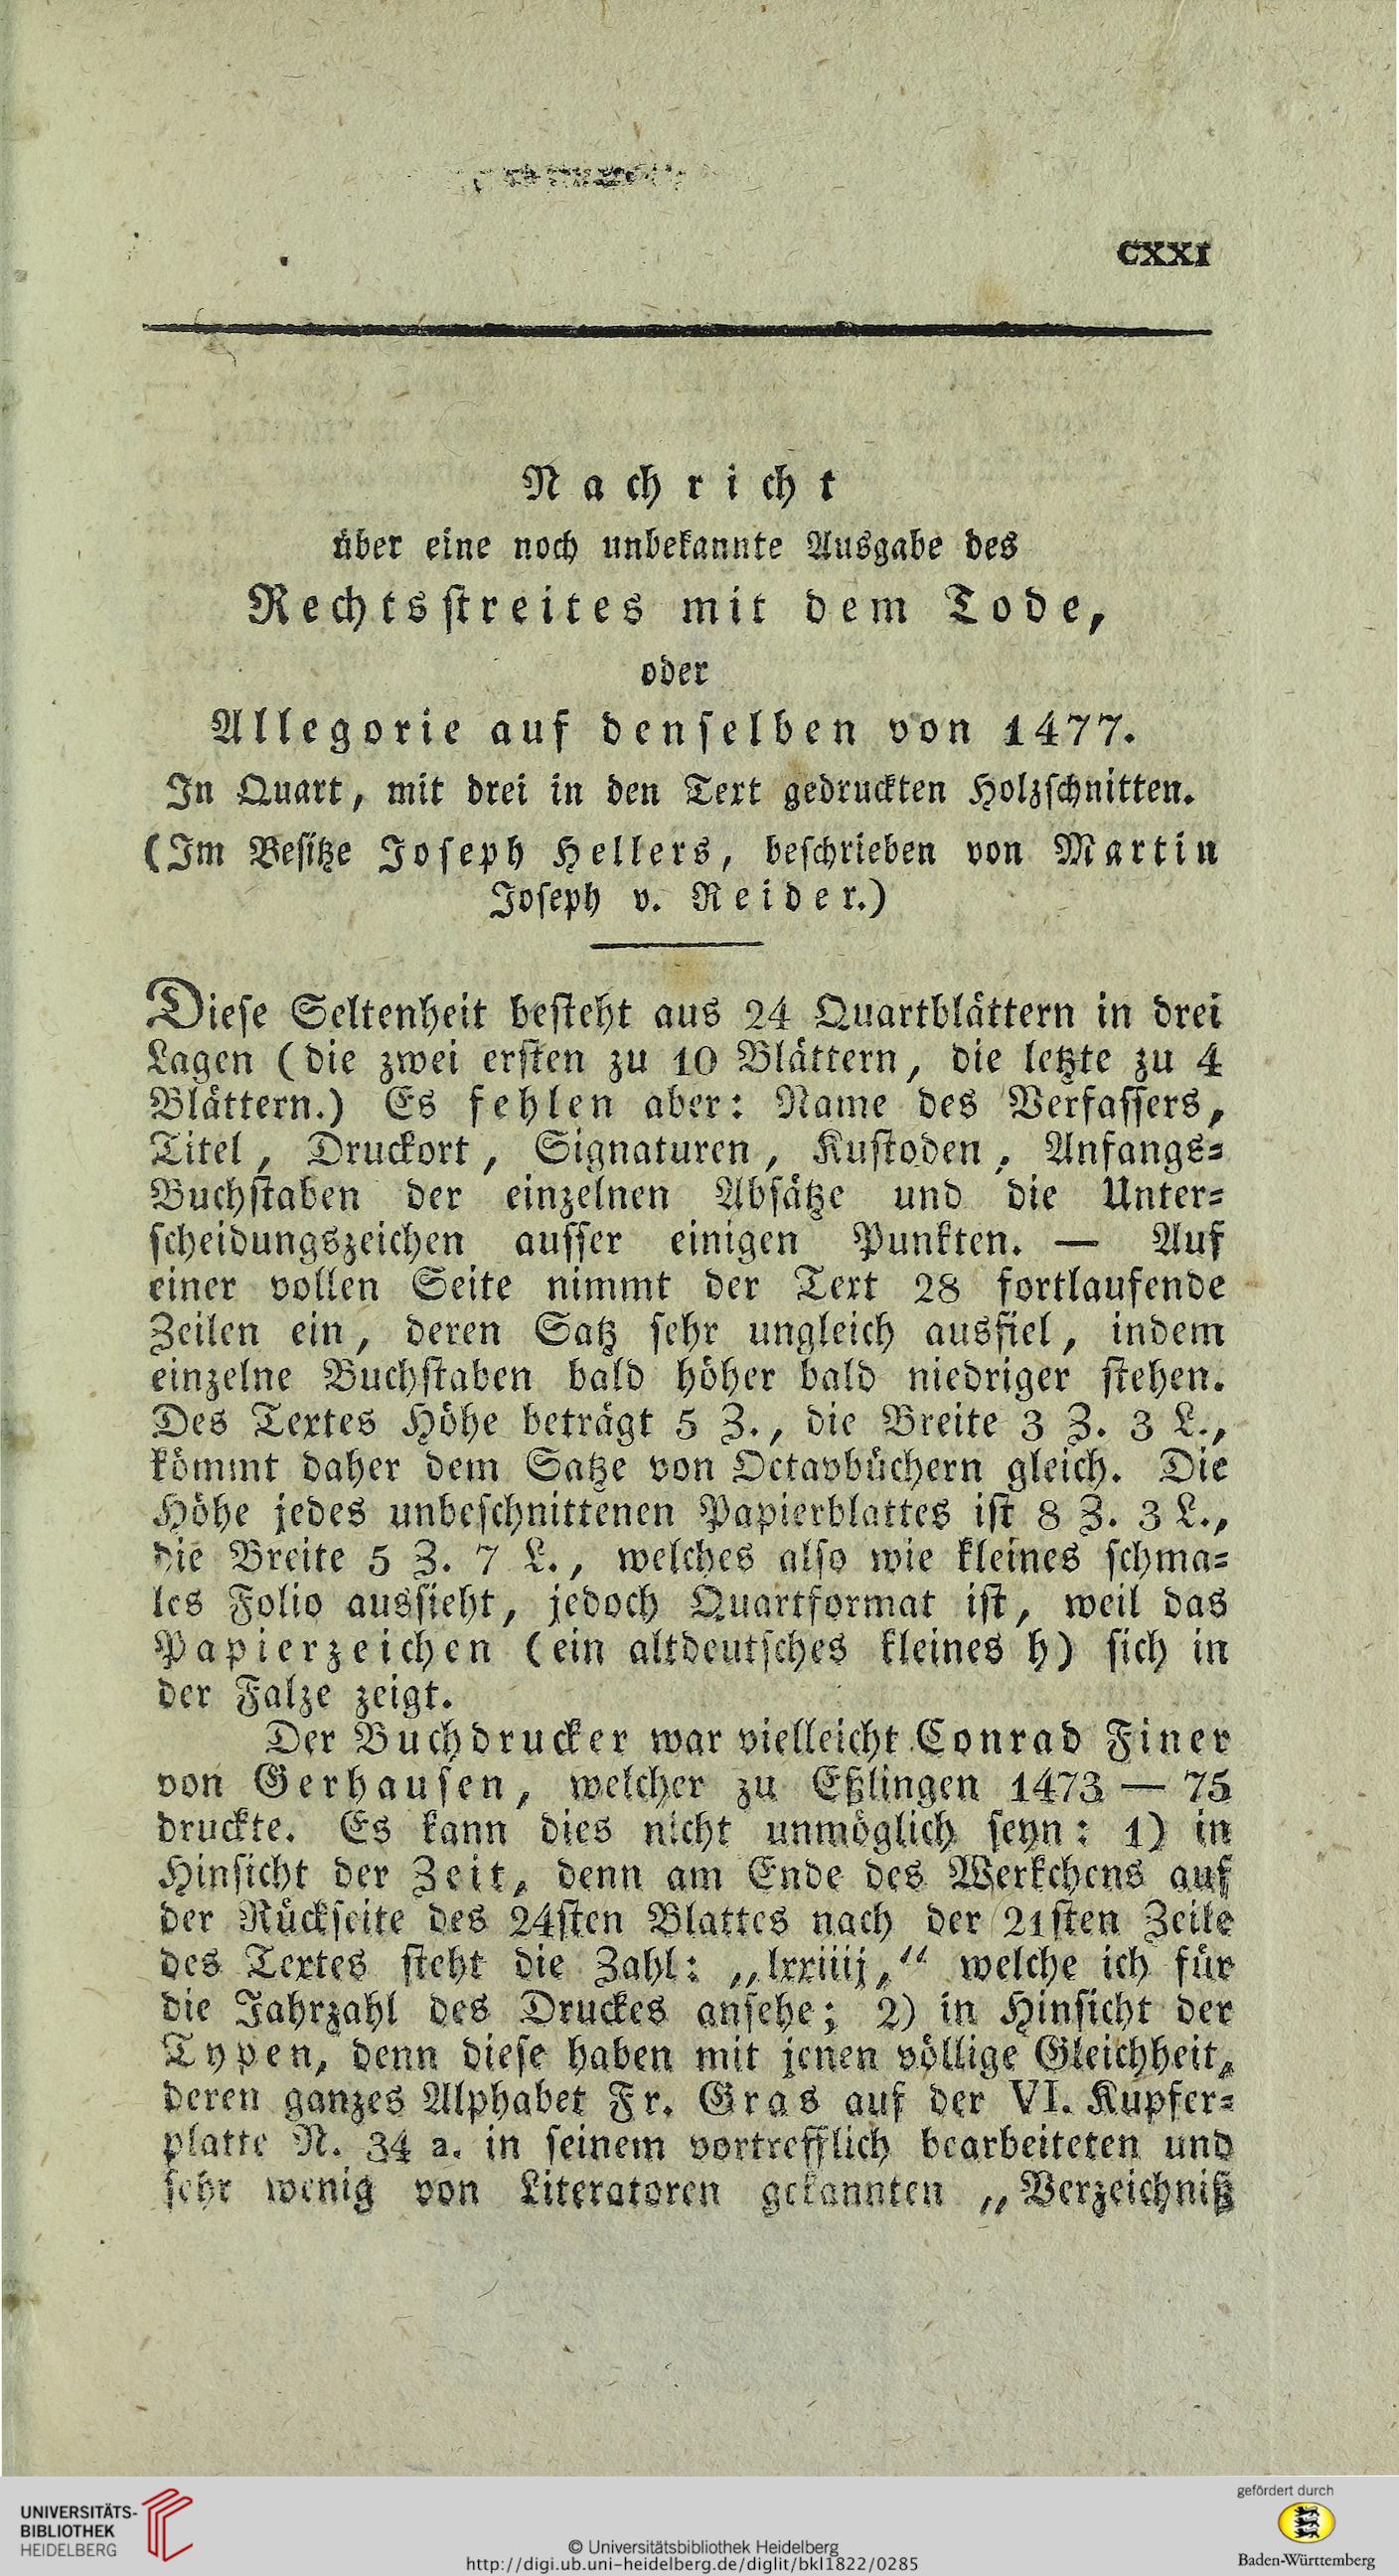 CXXI
Nachricht
über eine noch unbekannte Ausgabe des
Rechtsstreites mit dem Tode,
oder
Allegorie auf denselben von 1477.
In Quart, mit drei in den Text gedruckten Holzschnitten.
(Im Besitze Joseph Hellers, beschrieben von Martin
Joseph v. Reider.)
Diese Seltenheit besteht aus 24 Quartblättern in drei
Lagen (die zwei ersten zu 10 Blättern, die letzte zu 4
Blättern.) Es fehlen aber: Name des Verfassers,
Titel, Druckort, Signaturen, Kustoden, Anfangs-
Buchstaben der einzelnen Absätze und die Unter-
scheidungszeichen ausser einigen Punkten. — Auf
einer vollen Seite nimmt der Text 28 fortlaufende
Zeilen ein, deren Satz sehr ungleich ausfiel, indem
einzelne Buchstaben bald höher bald niedriger stehen.
Des Textes Höhe beträgt 5 Z., die Breite 3 Z. 3 L.,
kömmt daher dem Satze von Octavbüchern gleich. Die
Höhe jedes unbeschnittenen Papierblattes ist 8 Z. 3 L.,
die Breite 5 Z. 7 L., welches also wie kleines schma-
les Folio aussieht, jedoch Quartformat ist, weil das
Papierzeichen (ein altdeutsches kleines h) sich in
der Falze zeigt.
Der Buchdrucker war vielleicht Conrad Finer
von Gerhausen, welcher zu Eßlingen 1473 — 75
druckte. Es kann dies nicht unmöglich seyn: 1) in
Hinsicht der Zeit, denn am Ende des Werkchens auf
der Rückseite des 24sten Blattes nach der 21sten Zeile
des Textes steht die Zahl: „lxxiiij,“ welche ich für
die Jahrzahl des Druckes ansehe; 2) in Hinsicht der
Typen, denn diese haben mit jenen völlige Gleichheit,
deren ganzes Alphabet Fr. Gras auf der VI. Kupfer-
platte N. 34 a. in seinem vortrefflich bearbeiteten und
sehr wenig von Literatoren gekannten „Verzeichniß
UNIVERSITÄTS-
BIBLIOTHEK
HEIDELBERG
© Universitätsbibliothek Heidelberg
http://digi.ub.uni-heidelberg.de/diglit/bkl1822/0285
gefördert durch
Baden-Württemberg